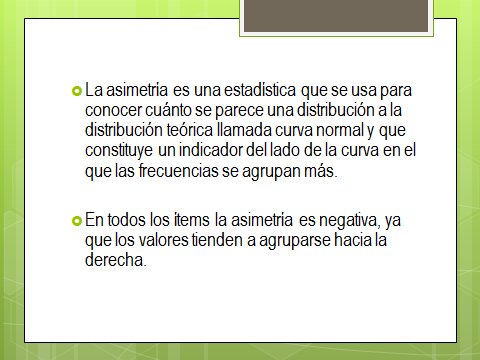 La asimetría es una estadística que se usa para
conocer cuánto se parece una distribución a la
distribución teórica llamada curva normal y que
constituye un indicador del lado de la curva en el
que las frecuencias se agrupan más.
En todos los ítems la asimetría es negativa, ya
que los valores tienden a agruparse hacia la
derecha.